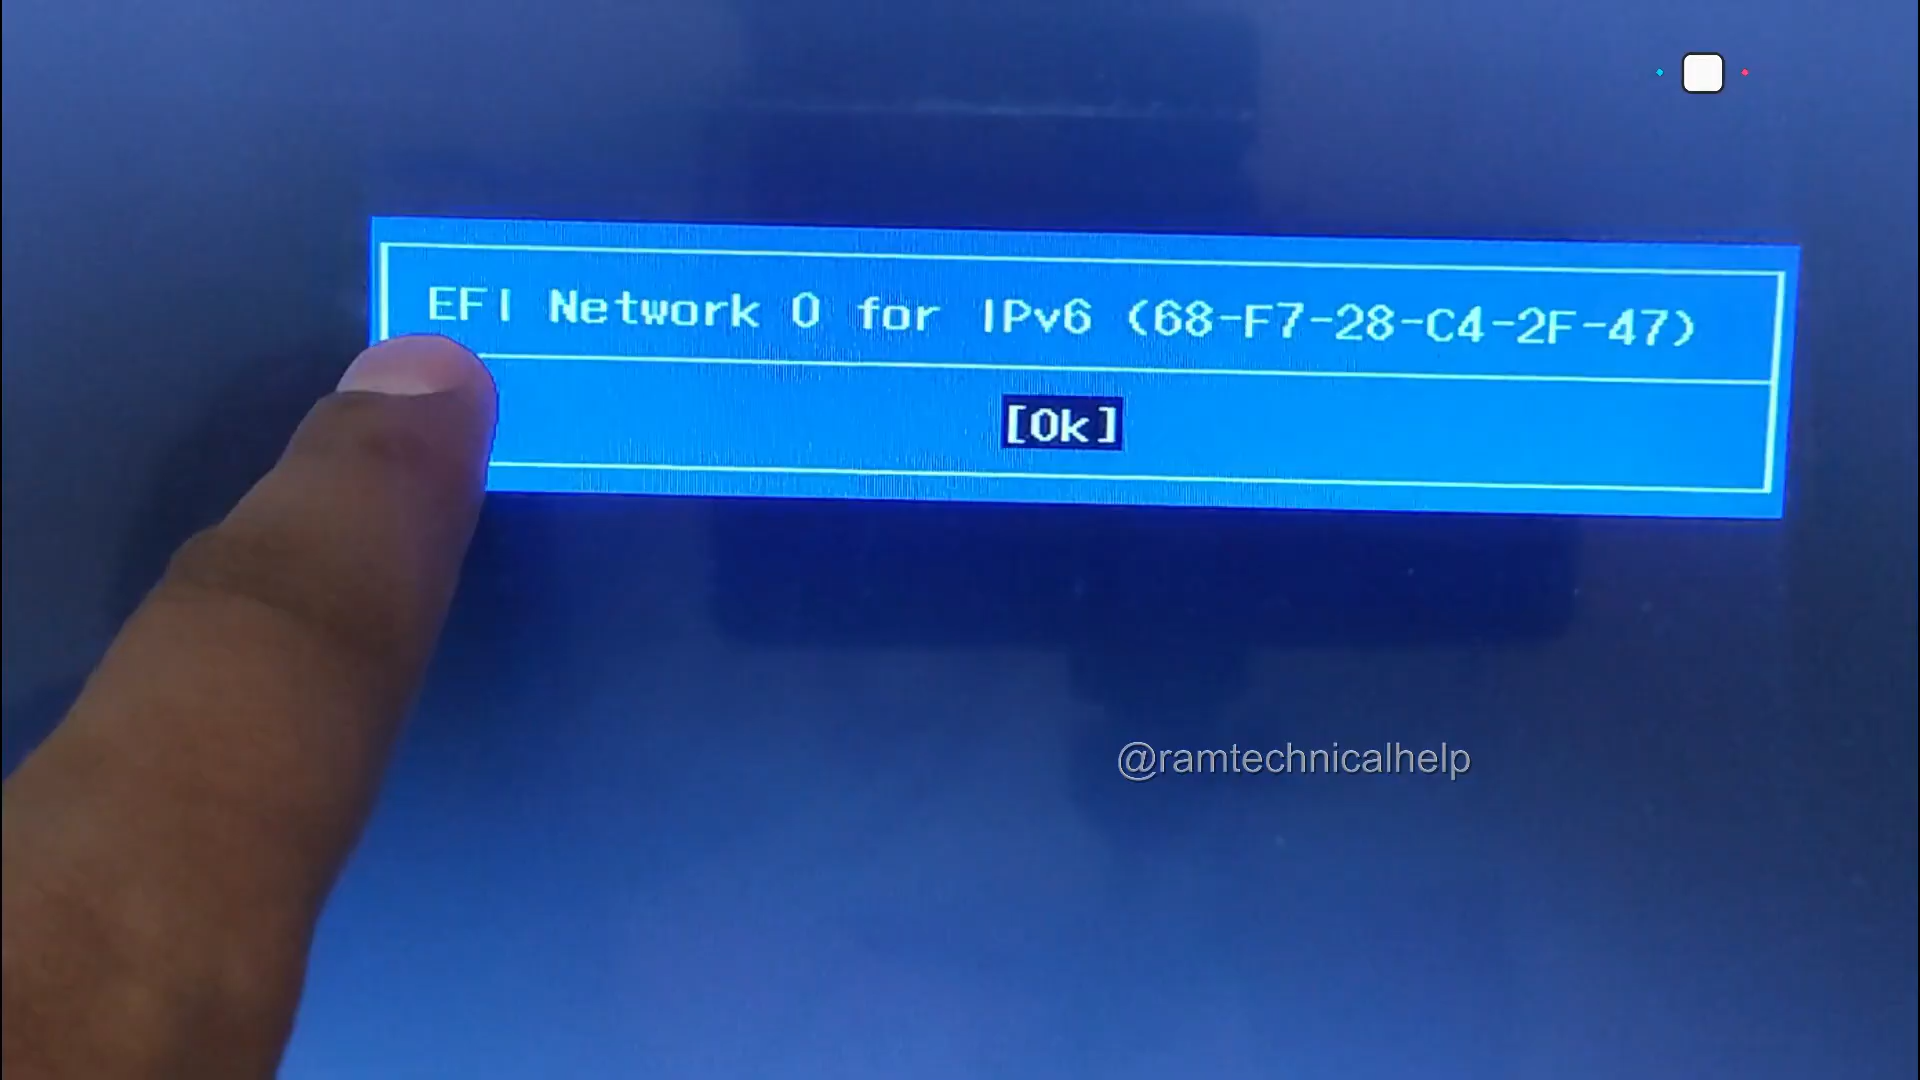 EFI Network 0 for IPv6 (68-F7-28-C4-2F-47)
[Ok]
@ramtechnicalhelp